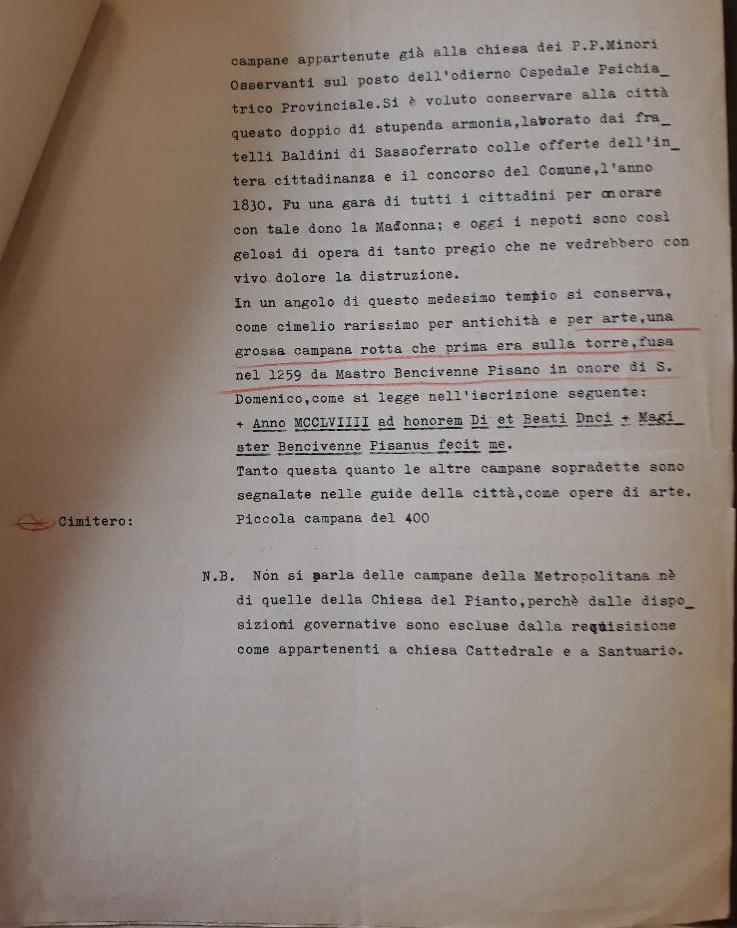 campane appartenute già alla chiesa dei P.P.Minori
Osservanti sul posto dell'odierno Ospedale Psichia_
trico Provinciale.Si è voluto conservare alla città
questo doppio di stupenda armonia,lavorato dai fra_
telli Baldini di Sassoferrato colle offerte dell'in_
tera cittadinanza e il concorso del Comune,l'anno
1830. Fu una gara di tutti i cittadini per onorare
con tale dono la Madonna; e oggi i nepoti sono così
gelosi di opera di tanto pregio che ne vedrebbero con
vivo dolore la distruzione.
In un angolo di questo medesimo tempio si conserva,
come cimelio rarissimo per antichità e per arte,una
grossa campana rotta che prima era sulla torre,fusa
nel 1259 da Mastro Bencivenne Pisano in onore di S.
Domenico,come si legge nell'iscrizione seguente:
+ Anno MCCLVIIII ad honorem Di et Beati Dnci + Magi_
ster Bencivenne Pisanus fecit me.
Tanto questa quanto le altre campane sopradette sono
segnalate nelle guide della città,come opere di arte.
Cimitero: Piccola campana del 400
N.B. Non si parla delle campane della Metropolitana nè
di quelle della Chiesa del Pianto,perchè dalle dispo_
sizioni governative sono escluse dalla requisizione
come appartenenti a chiesa Cattedrale e a Santuario.